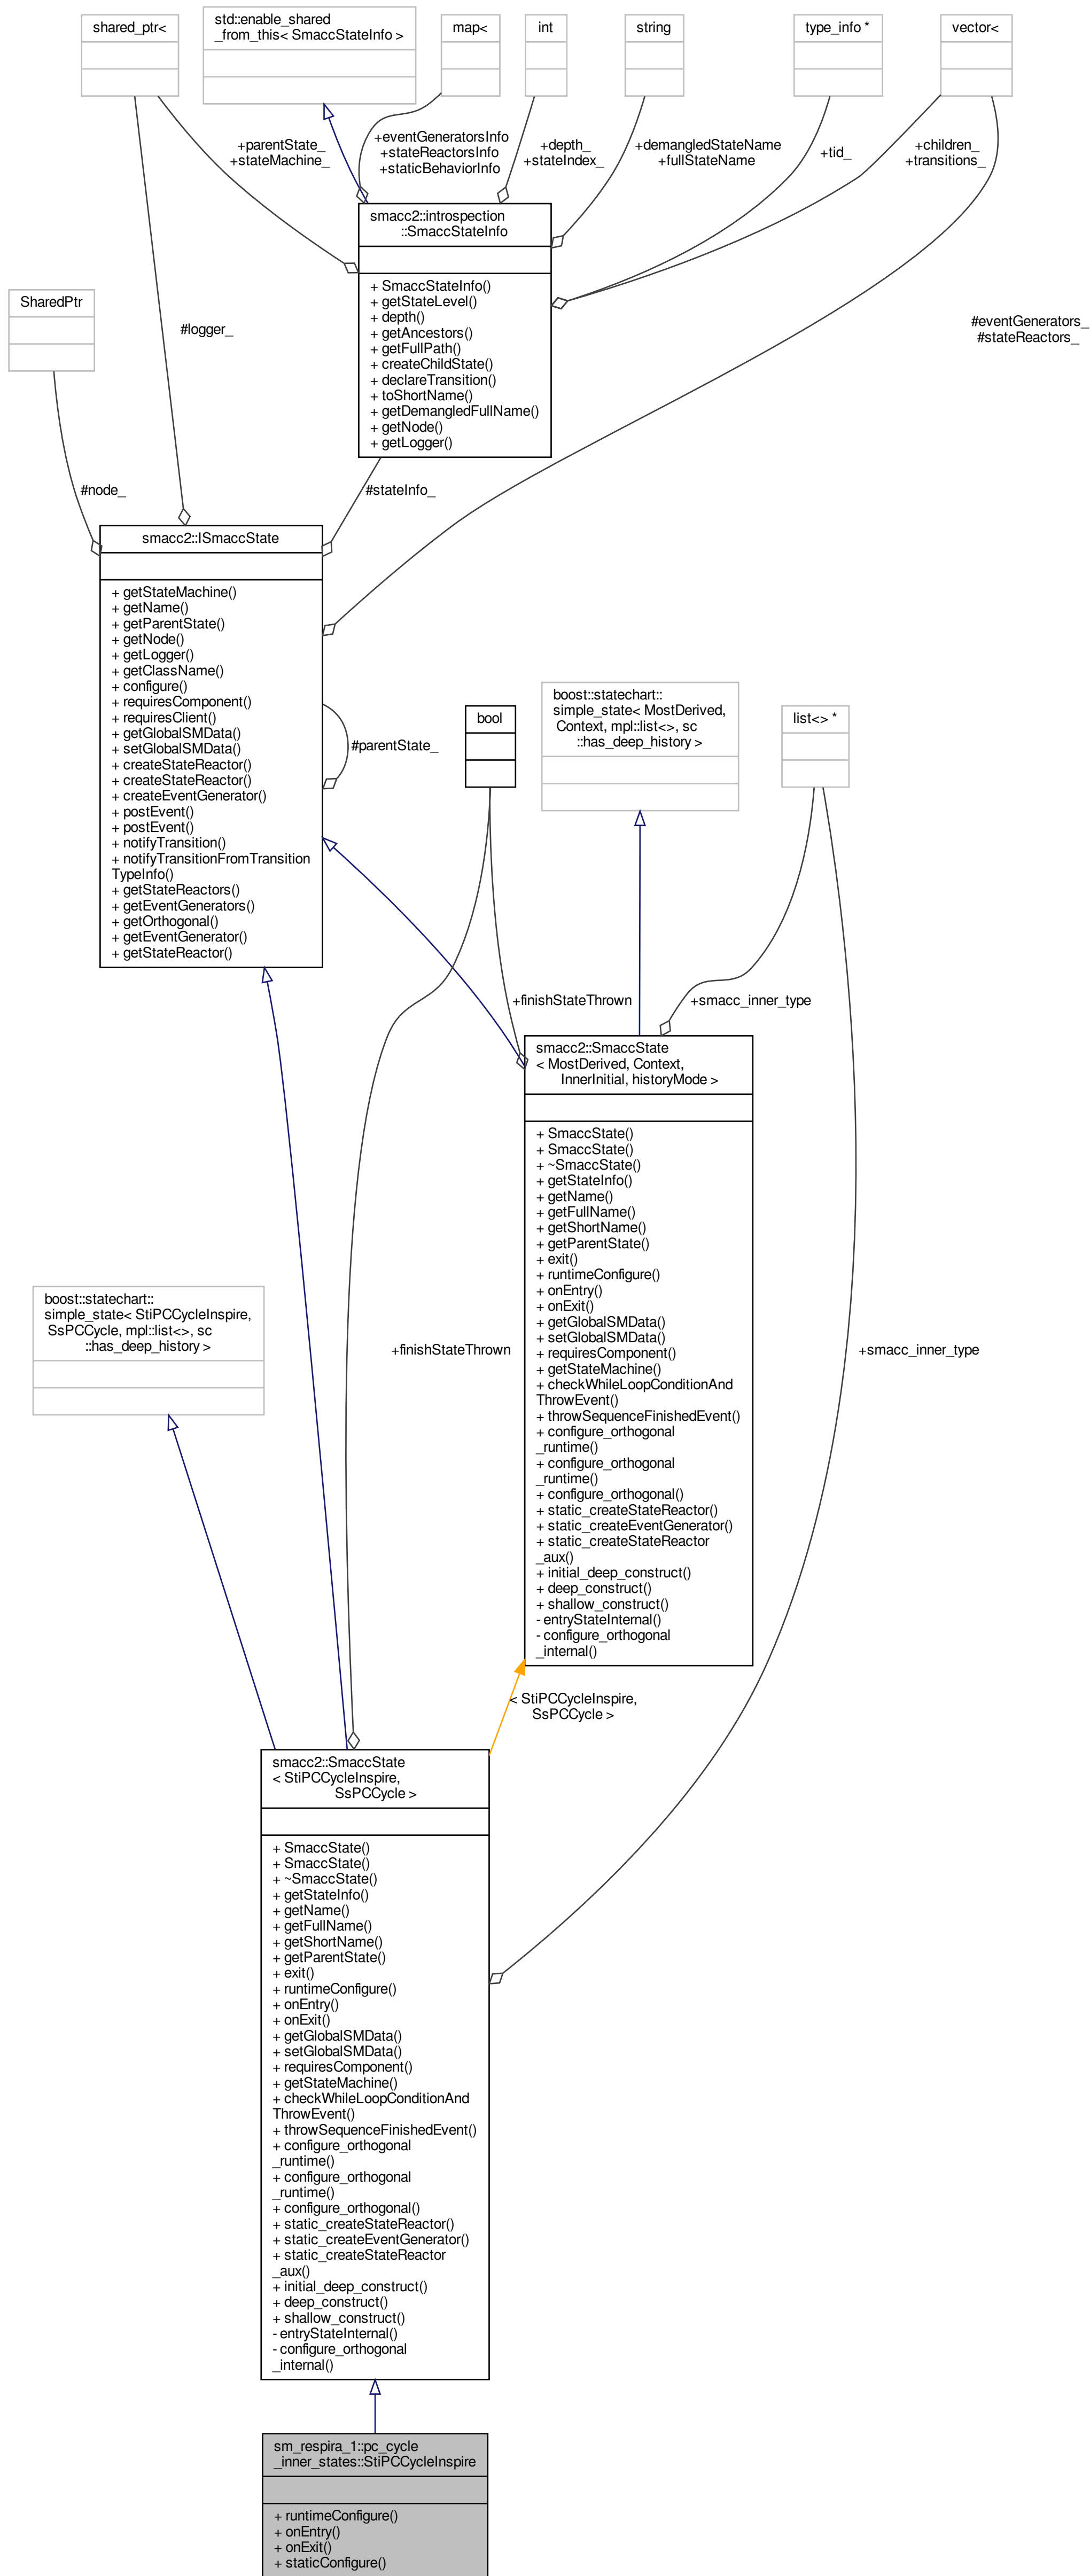 shared_ptr<
std::enable_shared
_from_this< SmaccStateInfo >
map<
int
string
type_info *
vector<
+parentState_
+stateMachine_
+eventGeneratorsInfo
+stateReactorsInfo
+staticBehaviorInfo
+depth_
+stateIndex_
+demangledStateName
+fullStateName
+tid_
+children_
+transitions_
smacc2::introspection
::SmaccStateInfo
+ SmaccStateInfo()
+ getStateLevel()
+ depth()
+ getAncestors()
+ getFullPath()
+ createChildState()
+ declareTransition()
+ toShortName()
+ getDemangledFullName()
+ getNode()
+ getLogger()
SharedPtr
#logger_
#eventGenerators_
#stateReactors_
#node_
#stateInfo_
smacc2::ISmaccState
+ getStateMachine()
+ getName()
+ getParentState()
+ getNode()
+ getLogger()
+ getClassName()
+ configure()
+ requiresComponent()
+ requiresClient()
+ getGlobalSMData()
+ setGlobalSMData()
+ createStateReactor()
+ createStateReactor()
+ createEventGenerator()
+ postEvent()
+ postEvent()
+ notifyTransition()
+ notifyTransitionFromTransition
TypeInfo()
+ getStateReactors()
+ getEventGenerators()
+ getOrthogonal()
+ getEventGenerator()
+ getStateReactor()
#parentState_
bool
boost::statechart::
simple_state< MostDerived,
Context, mpl::list<>, sc
::has_deep_history >
list<> *
+finishStateThrown
+smacc_inner_type
smacc2::SmaccState
< MostDerived, Context,
InnerInitial, historyMode >
+ SmaccState()
+ SmaccState()
+ ~SmaccState()
+ getStateInfo()
+ getName()
+ getFullName()
+ getShortName()
+ getParentState()
+ exit()
+ runtimeConfigure()
+ onEntry()
+ onExit()
+ getGlobalSMData()
+ setGlobalSMData()
+ requiresComponent()
+ getStateMachine()
+ checkWhileLoopConditionAnd
ThrowEvent()
+ throwSequenceFinishedEvent()
+ configure_orthogonal
_runtime()
+ configure_orthogonal
_runtime()
+ configure_orthogonal()
+ static_createStateReactor()
+ static_createEventGenerator()
+ static_createStateReactor
_aux()
+ initial_deep_construct()
+ deep_construct()
+ shallow_construct()
- entryStateInternal()
- configure_orthogonal
_internal()
boost::statechart::
simple_state< StiPCCycleInspire,
SsPCCycle, mpl::list<>, sc
::has_deep_history >
+finishStateThrown
+smacc_inner_type
< StiPCCycleInspire,
SsPCCycle >
smacc2::SmaccState
< StiPCCycleInspire,
SsPCCycle >
+ SmaccState()
+ SmaccState()
+ ~SmaccState()
+ getStateInfo()
+ getName()
+ getFullName()
+ getShortName()
+ getParentState()
+ exit()
+ runtimeConfigure()
+ onEntry()
+ onExit()
+ getGlobalSMData()
+ setGlobalSMData()
+ requiresComponent()
+ getStateMachine()
+ checkWhileLoopConditionAnd
ThrowEvent()
+ throwSequenceFinishedEvent()
+ configure_orthogonal
_runtime()
+ configure_orthogonal
_runtime()
+ configure_orthogonal()
+ static_createStateReactor()
+ static_createEventGenerator()
+ static_createStateReactor
_aux()
+ initial_deep_construct()
+ deep_construct()
+ shallow_construct()
- entryStateInternal()
- configure_orthogonal
_internal()
sm_respira_1::pc_cycle
_inner_states::StiPCCycleInspire
+ runtimeConfigure()
+ onEntry()
+ onExit()
+ staticConfigure()